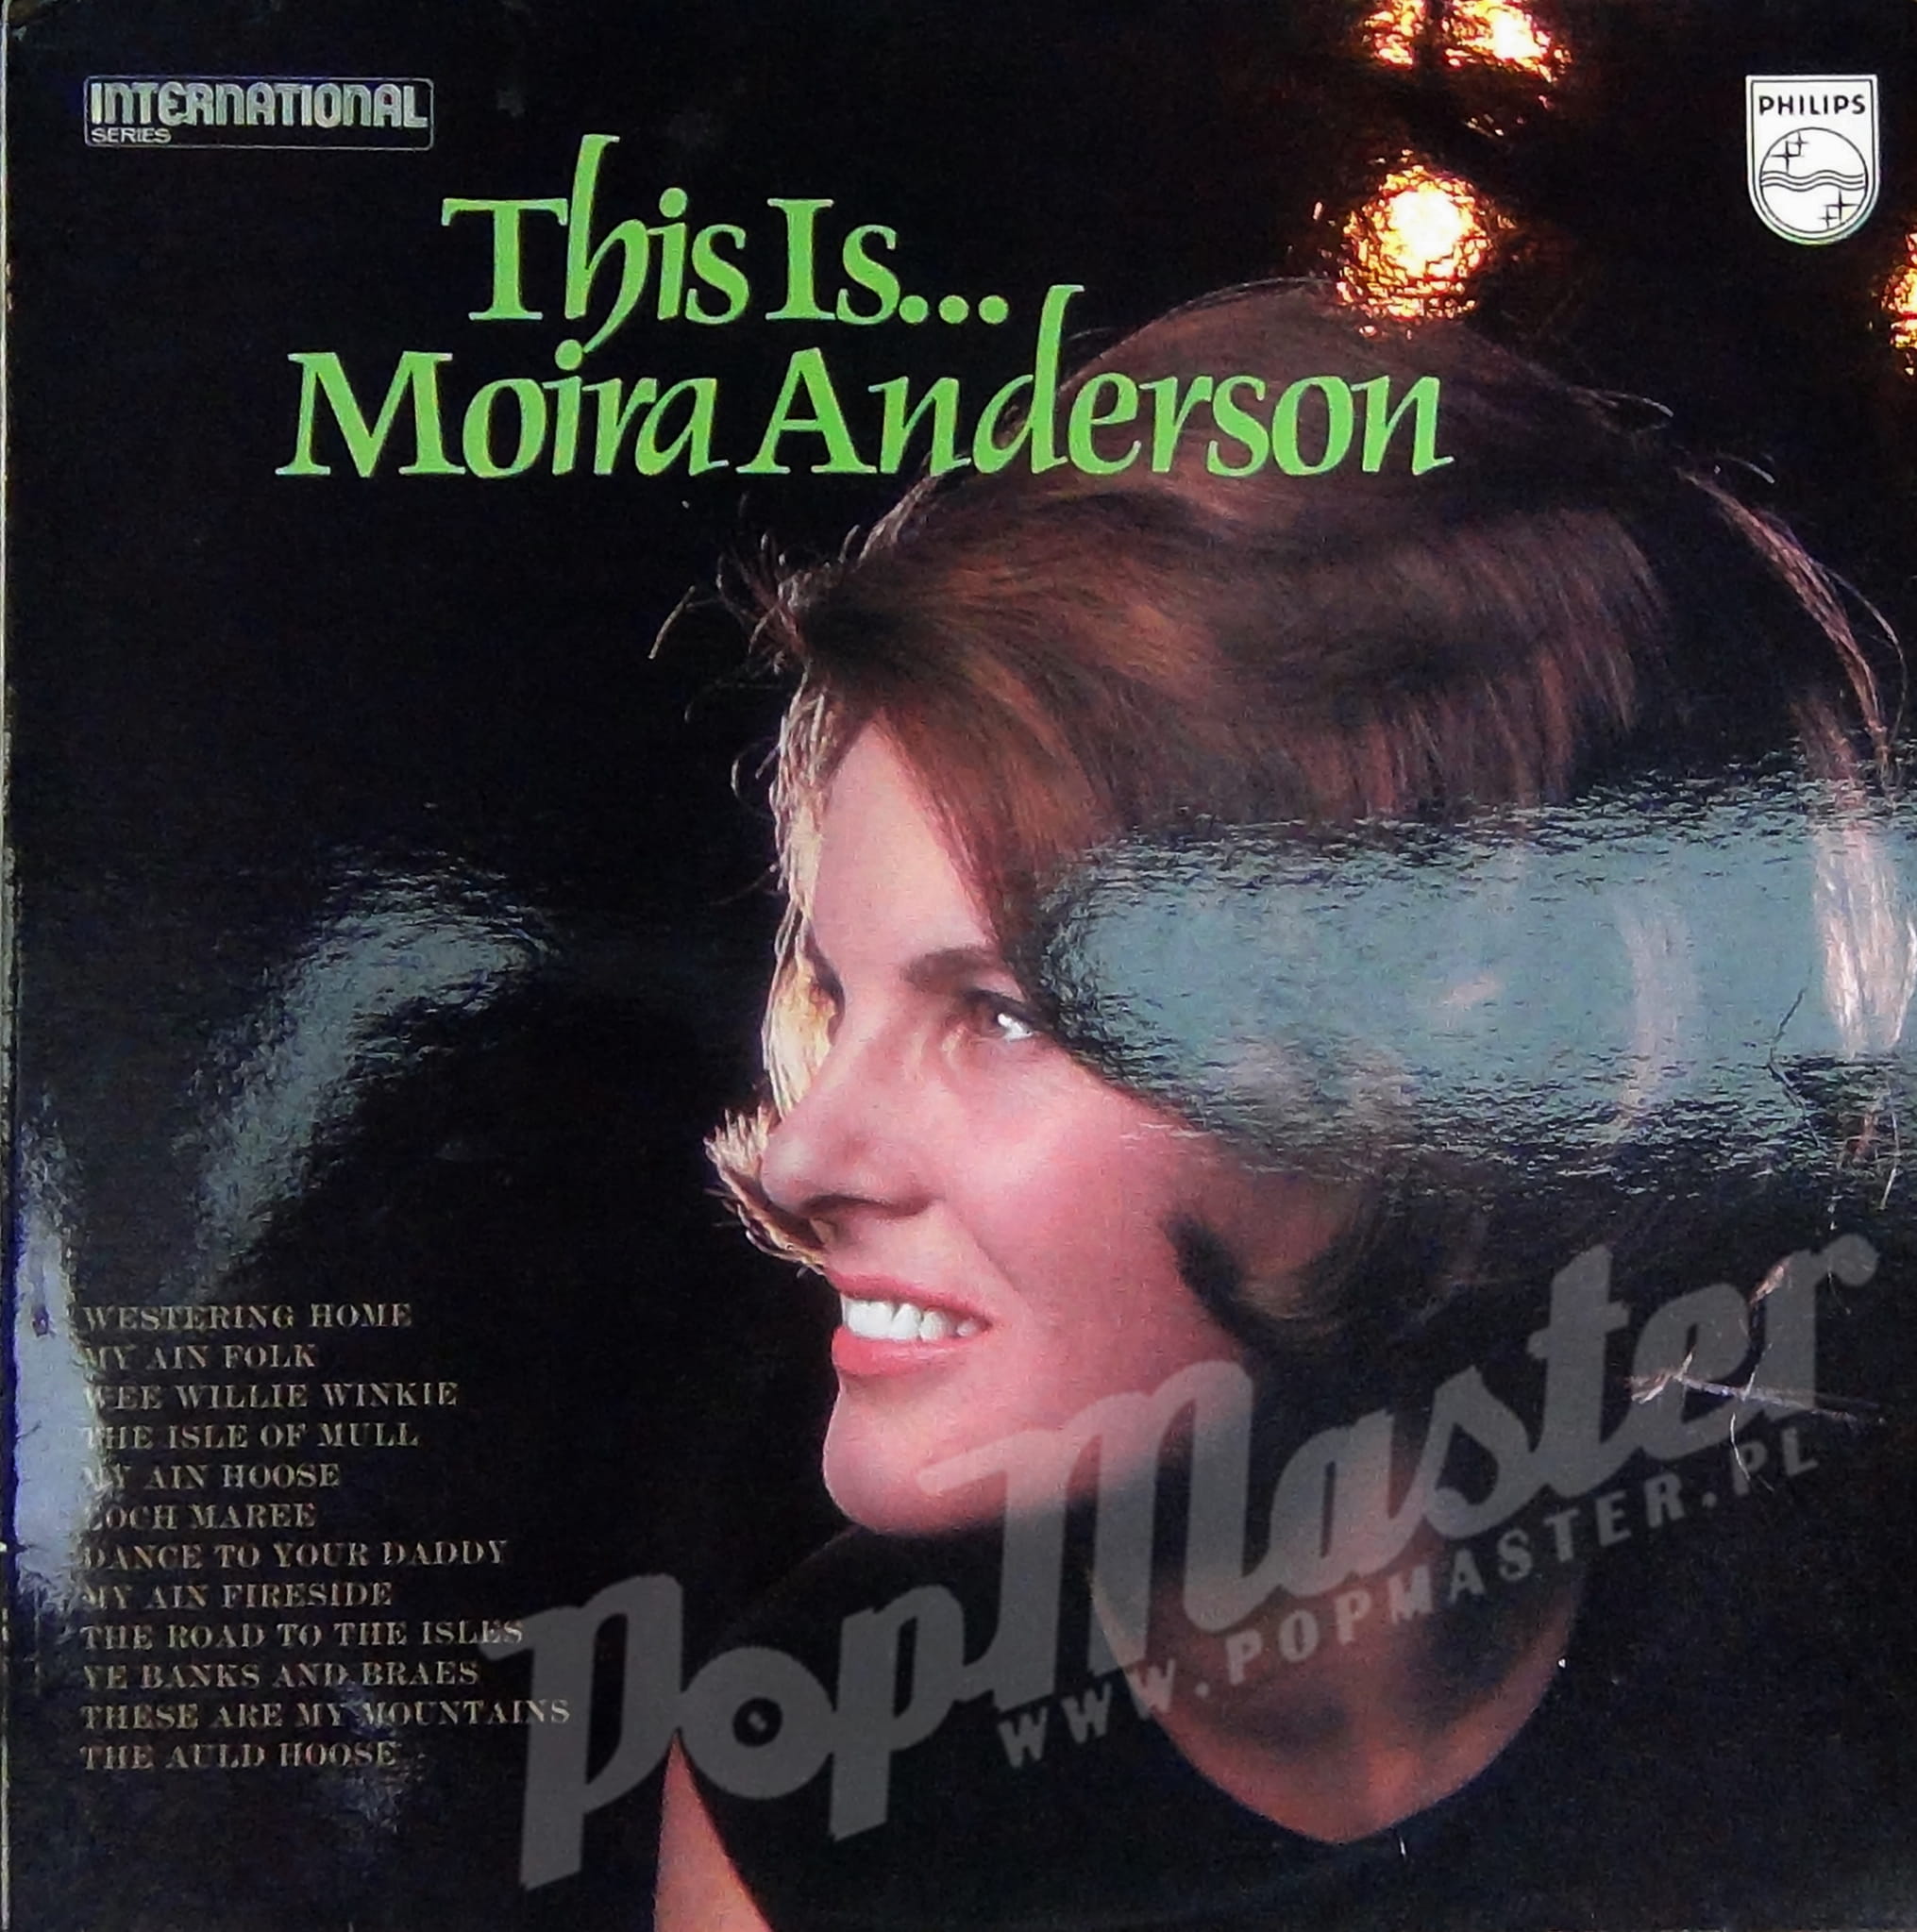 INTERNATIONAL
SERIES
PHILIPS
This Is...
Moira Anderson
WESTERING HOME
MY AIN FOLK
WEE WILLIE WINKIE
THE ISLE OF MULL
MY AIN HOOSE
LOCH MAREE
DANCE TO YOUR DADDY
MY AIN FIRESIDE
THE ROAD TO THE ISLES
YE BANKS AND BRAES
THESE ARE MY MOUNTAINS
THE AULD HOOSE
PopMaster
WWW.POPMASTER.PL